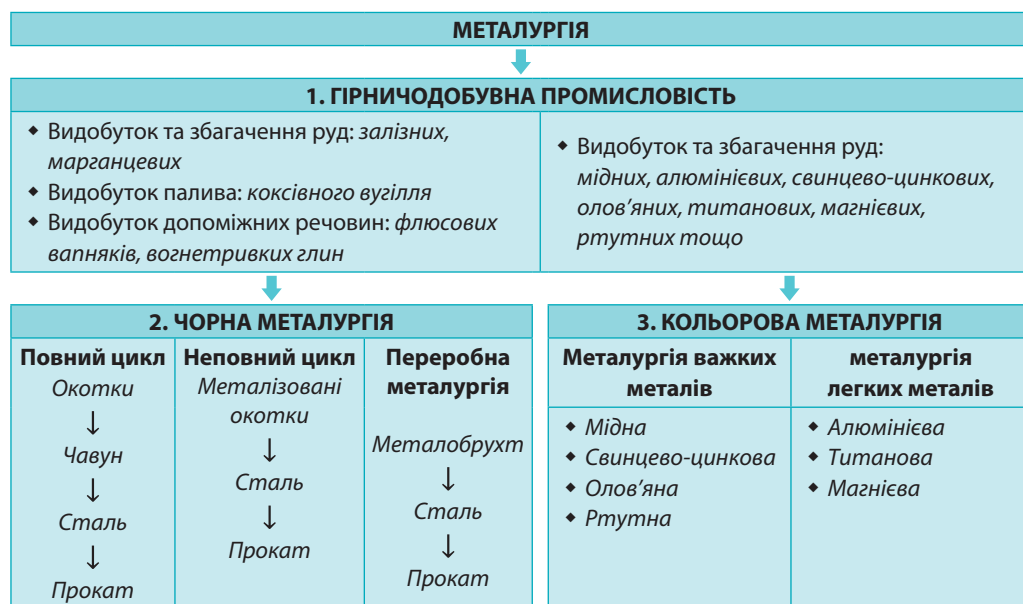 МЕТАЛУРГІЯ
1. ГІРНИЧОДОБУВНА ПРОМИСЛОВІСТЬ
◆ Видобуток та збагачення руд: залізних,
марганцевих
◆ Видобуток палива: коксівного вугілля
◆ Видобуток допоміжних речовин: флюсових
вапняків, вогнетривких глин
◆ Видобуток та збагачення руд:
мідних, алюмінієвих, свинцево-цинкових,
олов’яних, титанових, магнієвих,
ртутних тощо
2. ЧОРНА МЕТАЛУРГІЯ
Повний цикл
Окотки
↓
Чавун
↓
Сталь
↓
Прокат
Неповний цикл
Металізовані
окотки
↓
Сталь
↓
Прокат
Переробна
металургія
Металобрухт
↓
Сталь
↓
Прокат
3. КОЛЬОРОВА МЕТАЛУРГІЯ
Металургія важких
металів
◆ Мідна
◆ Свинцево-цинкова
◆ Олов’яна
◆ Ртутна
металургія
легких металів
◆ Алюмінієва
◆ Титанова
◆ Магнієва